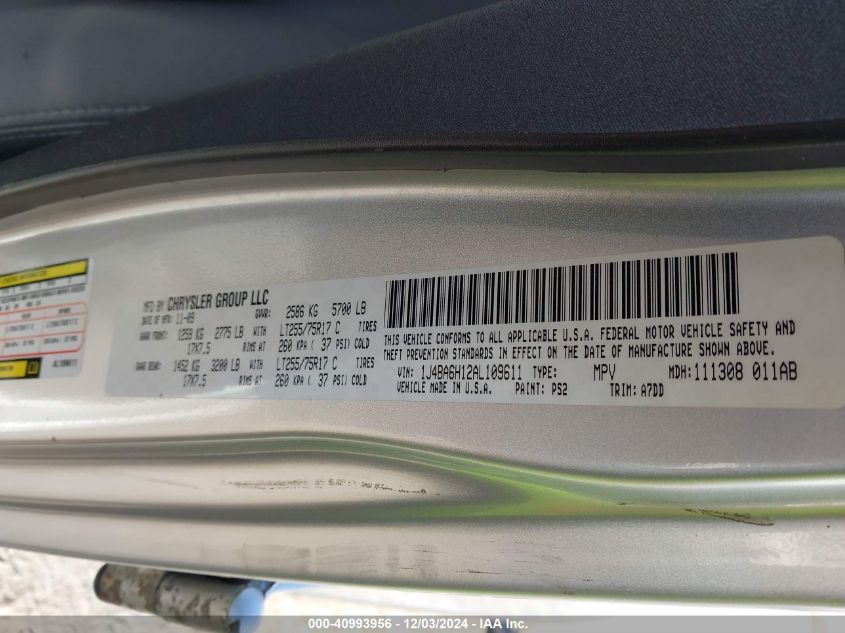 MFD BY CHRYSLER GROUP LLC
DATE OF MFR: 11-09 GVWR: 2586 KG 5700 LB
GAWR FRONT: 1259 KG 2775 LB WITH LT255/75R17 C TIRES
17X7.5 RIMS AT 260 KPA ( 37 PSI) COLD
GAWR REAR: 1452 KG 3200 LB WITH LT255/75R17 C TIRES
17X7.5 RIMS AT 260 KPA ( 37 PSI) COLD
THIS VEHICLE CONFORMS TO ALL APPLICABLE U.S.A. FEDERAL MOTOR VEHICLE SAFETY AND
THEFT PREVENTION STANDARDS IN EFFECT ON THE DATE OF MANUFACTURE SHOWN ABOVE.
VIN: 1J4BA6H12AL109611 TYPE: MPV MDH:111308 011AB
VEHICLE MADE IN U.S.A. PAINT: PS2 TRIM: A7DD
AL109611
000-40993956 - 12/03/2024 - IAA Inc.